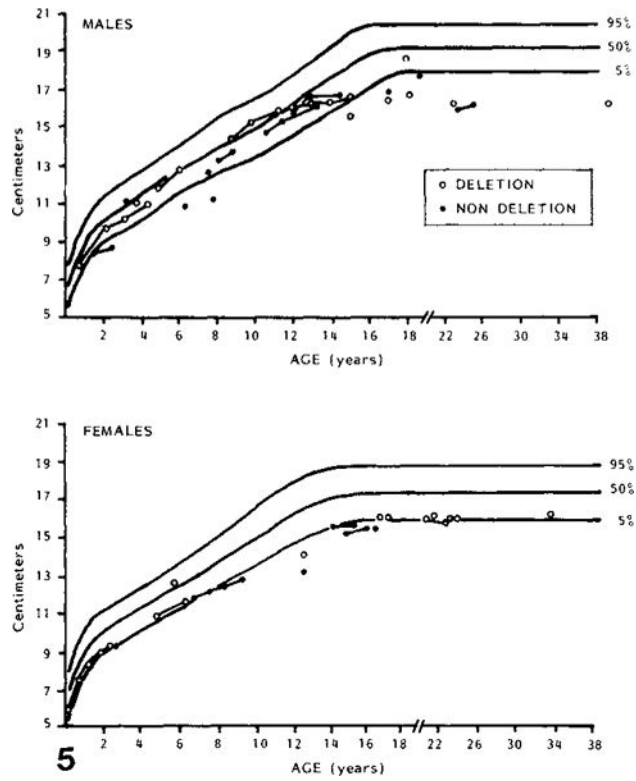 MALES
21
19
17
15
13
11
9
7
5
Centimeters
95%
50%
5%
DELETION
NON DELETION
2 4 6 8 10 12 14 16 18 22 26 30 34 38
AGE (years)
FEMALES
21
19
17
15
13
11
9
7
5
Centimeters
95%
50%
5%
2 4 6 8 10 12 14 16 18 22 26 30 34 38
5
AGE (years)